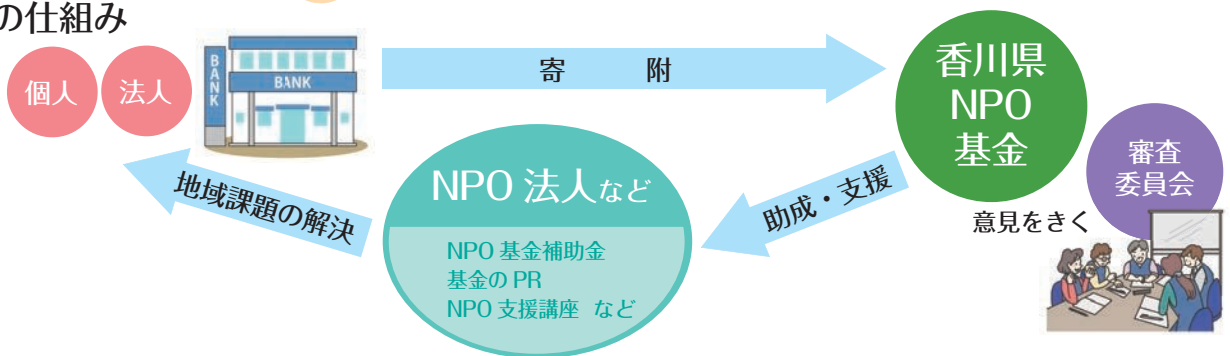 の仕組み
個人
法人
BANK
BANK
寄 附
香川県
NPO
基金
審査
委員会
意見をきく
助成・支援
NPO 法人など
NPO 基金補助金
基金の PR
NPO 支援講座 など
地域課題の解決